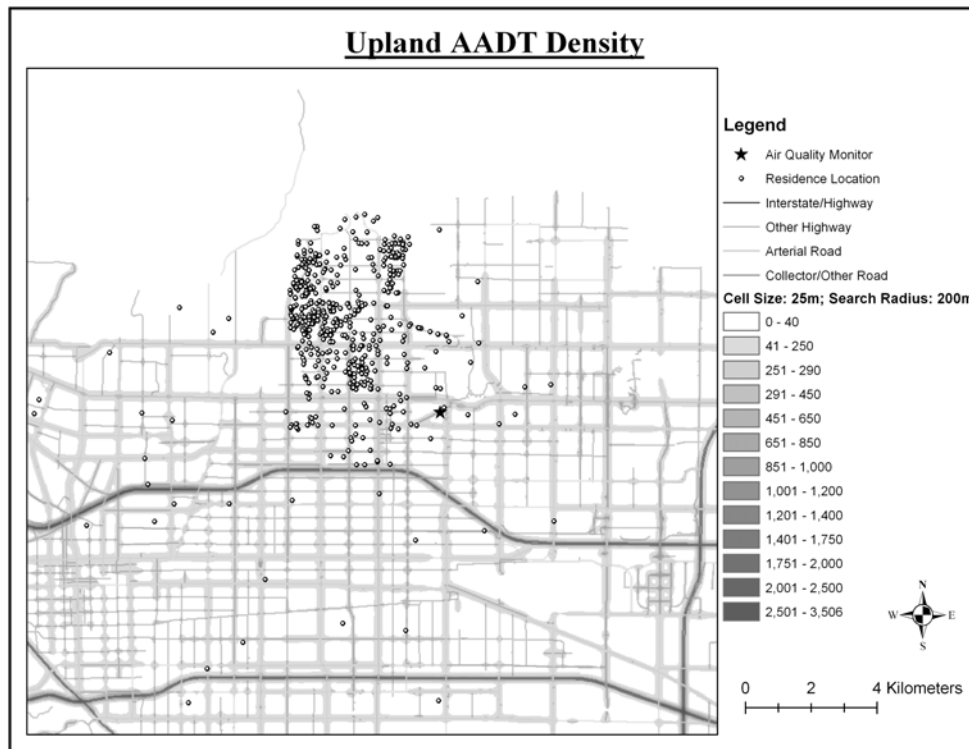 Upland AADT Density
Legend
Air Quality Monitor
Residence Location
Interstate/Highway
Other Highway
Arterial Road
Collector/Other Road
Cell Size: 25m; Search Radius: 200m
0 - 40
41 - 250
251 - 290
291 - 450
451 - 650
651 - 850
851 - 1,000
1,001 - 1,200
1,201 - 1,400
1,401 - 1,750
1,751 - 2,000
2,001 - 2,500
2,501 - 3,506
N
W E
S
0 2 4 Kilometers